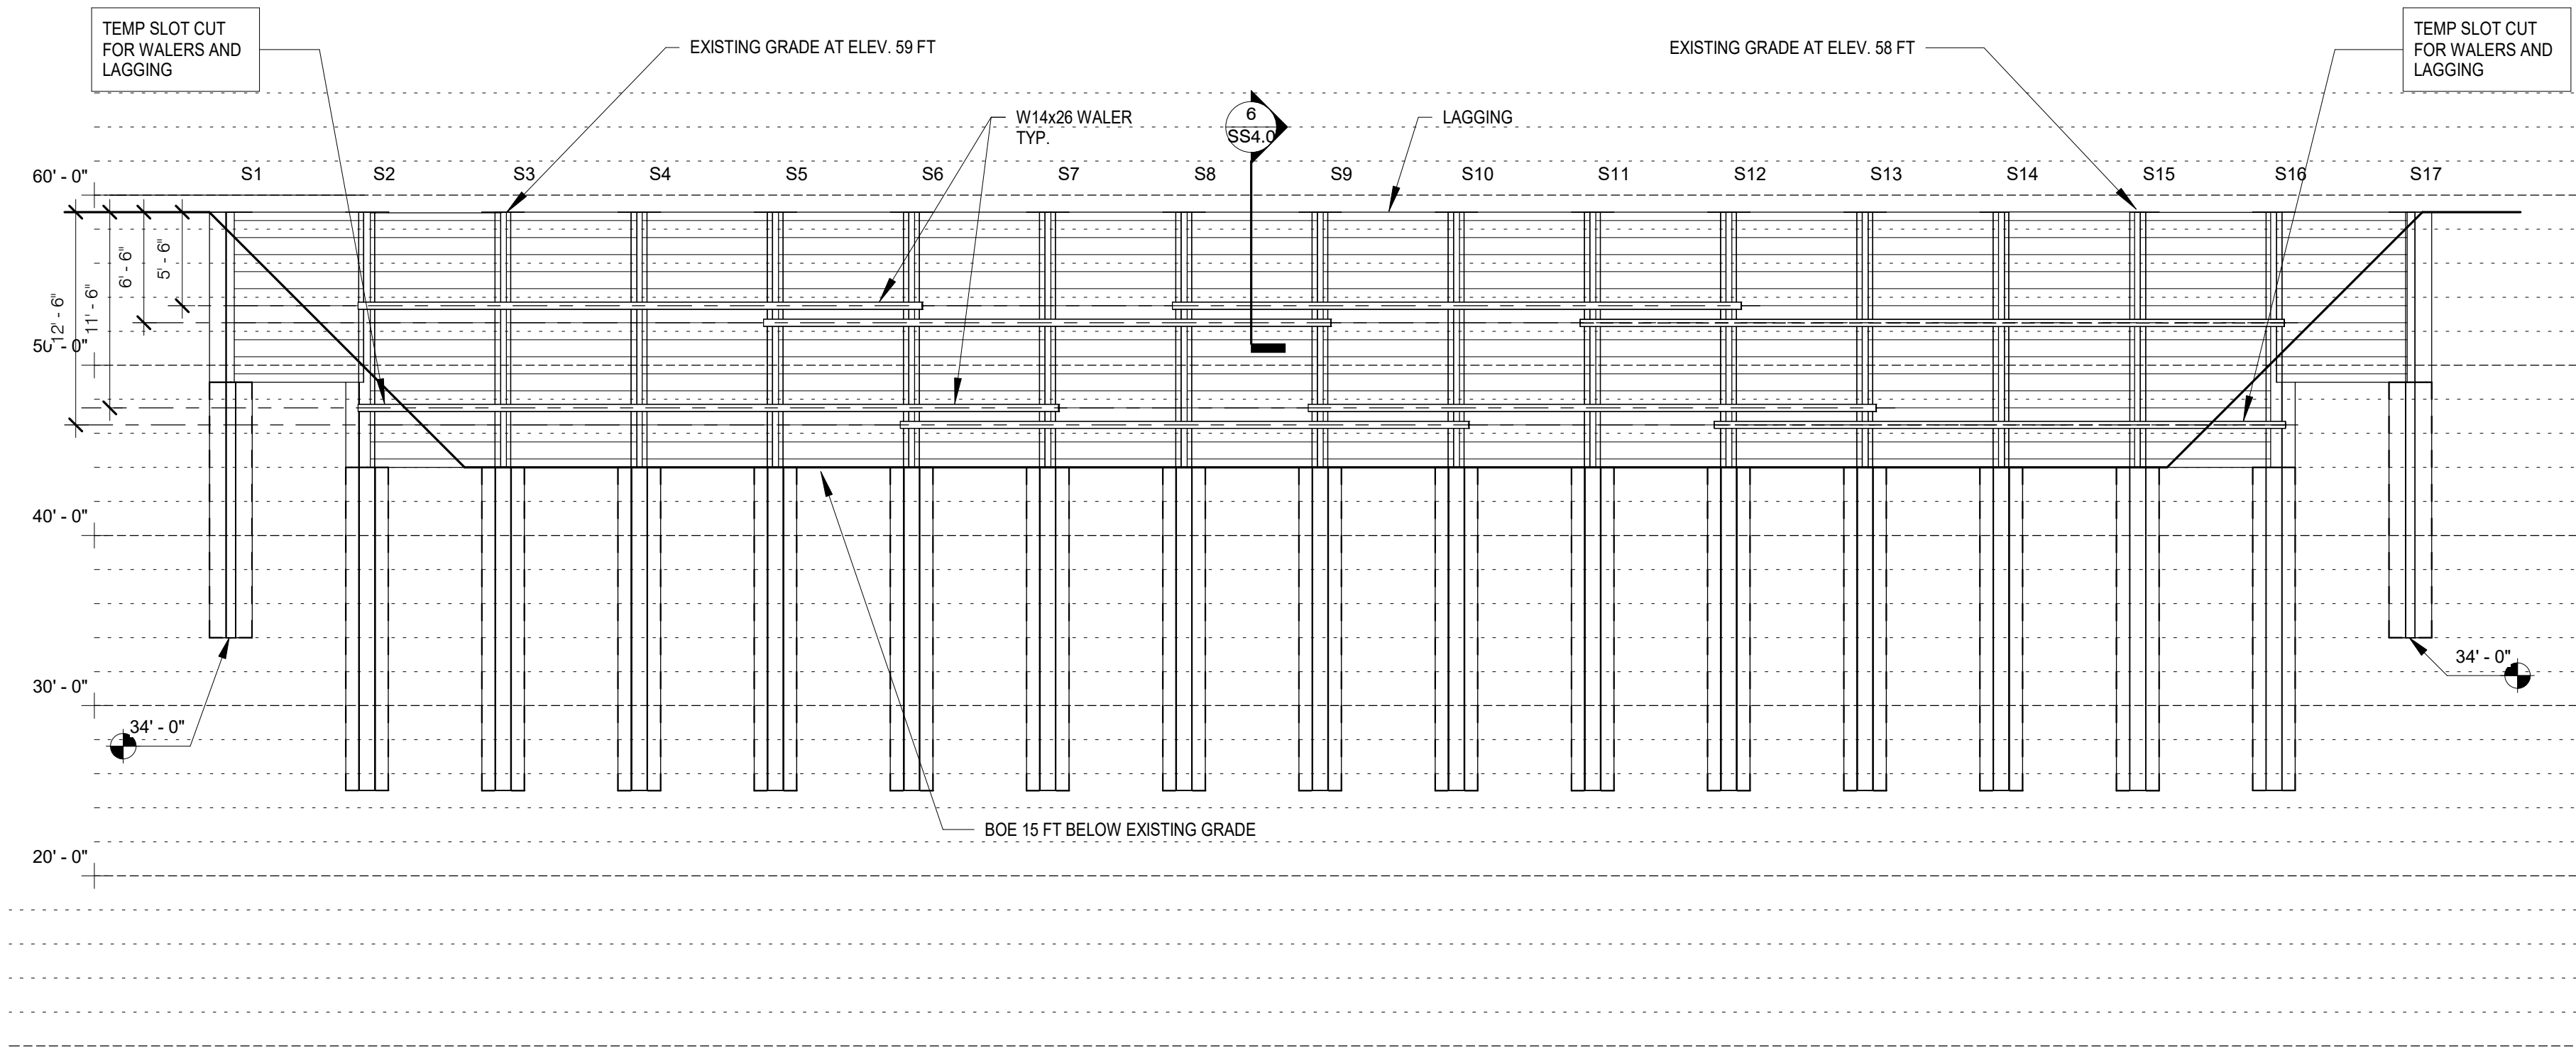 TEMP SLOT CUT
FOR WALERS AND
LAGGING
EXISTING GRADE AT ELEV. 59 FT
EXISTING GRADE AT ELEV. 58 FT
TEMP SLOT CUT
FOR WALERS AND
LAGGING
W14x26 WALER
TYP.
6
SS4.0
LAGGING
60' - 0"
S1
S2
S3
S4
S5
S6
S7
S8
S9
S10
S11
S12
S13
S14
S15
S16
S17
5' - 6"
6' - 6"
11' - 6"
12' - 6"
50' - 0"
40' - 0"
30' - 0"
34' - 0"
34' - 0"
BOE 15 FT BELOW EXISTING GRADE
20' - 0"